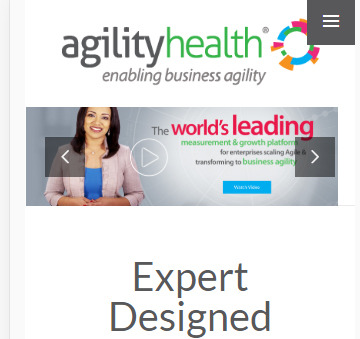 agilityhealth®
enabling business agility
The world's leading
measurement & growth platform
for enterprises scaling Agile &
transforming to business agility
Watch Video
Expert
Designed